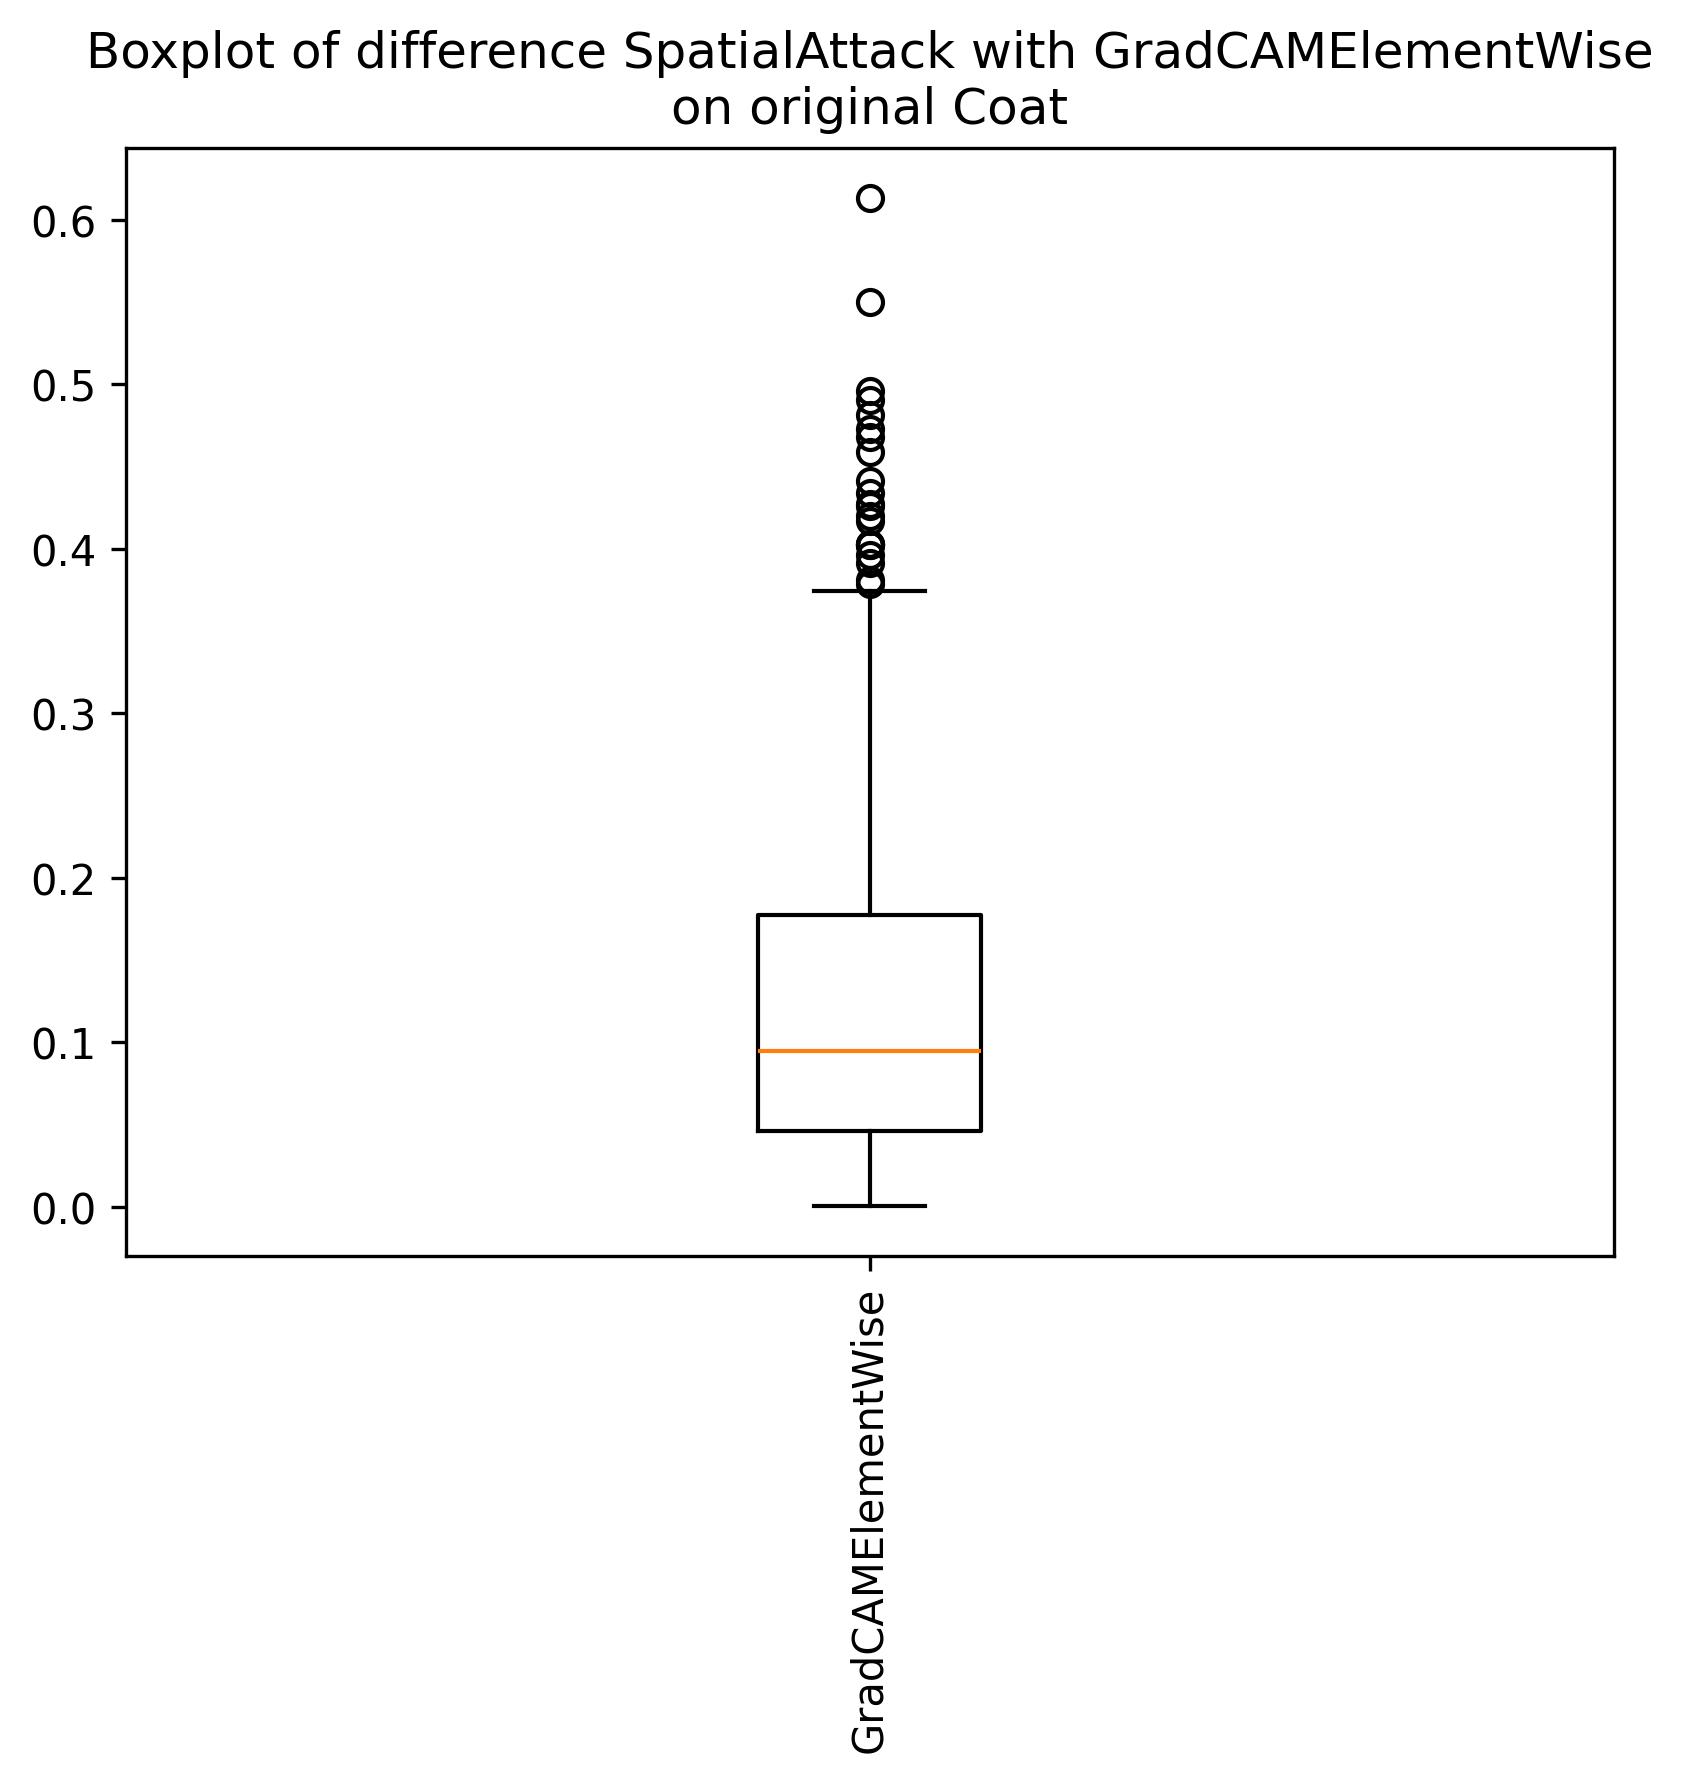 Boxplot of difference SpatialAttack with GradCAMElementWise
on original Coat
0.6
0.5
0.4
0.3
0.2
0.1
0.0
GradCAMElementWise